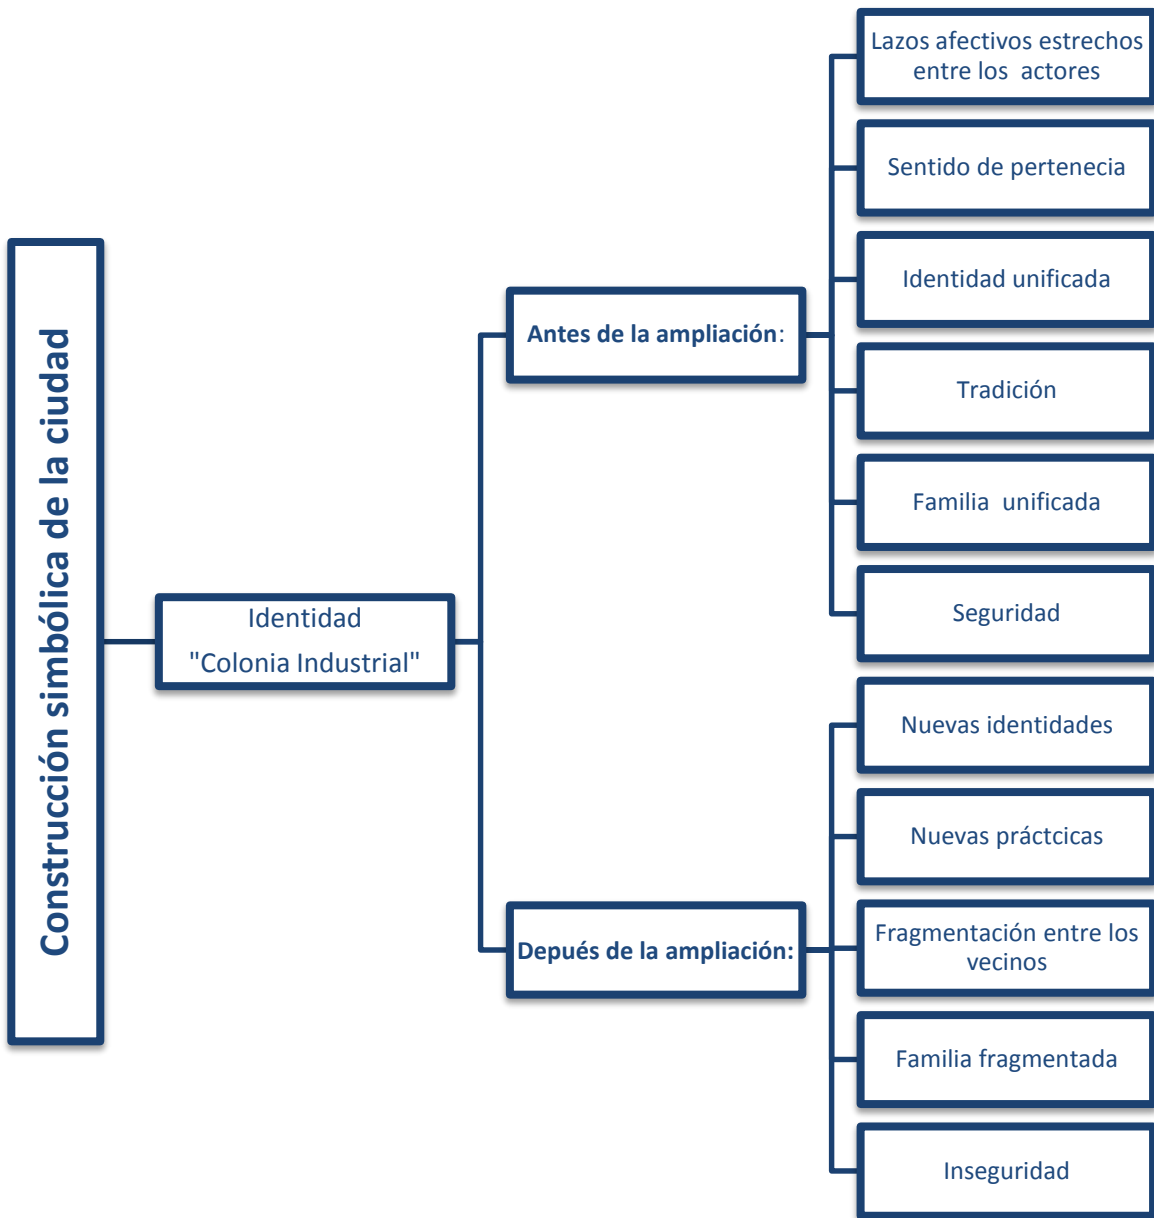 Construcción simbólica de la ciudad
Identidad
"Colonia Industrial"
Antes de la ampliación:
Lazos afectivos estrechos
entre los actores
Sentido de pertenecia
Identidad unificada
Tradición
Familia unificada
Seguridad
Depués de la ampliación:
Nuevas identidades
Nuevas práctcicas
Fragmentación entre los
vecinos
Familia fragmentada
Inseguridad